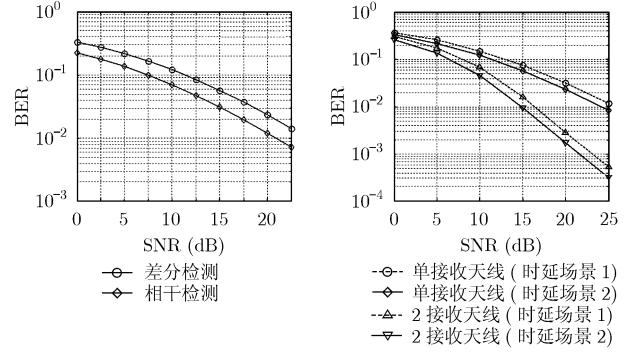 10^0
10^-1
10^-2
10^-3
BER
0 5 10 15 20
SNR (dB)
差分检测
相干检测
10^0
10^-1
10^-2
10^-3
10^-4
BER
0 5 10 15 20 25
SNR (dB)
单接收天线 ( 时延场景 1)
单接收天线 ( 时延场景 2)
2 接收天线 ( 时延场景 1)
2 接收天线 ( 时延场景 2)